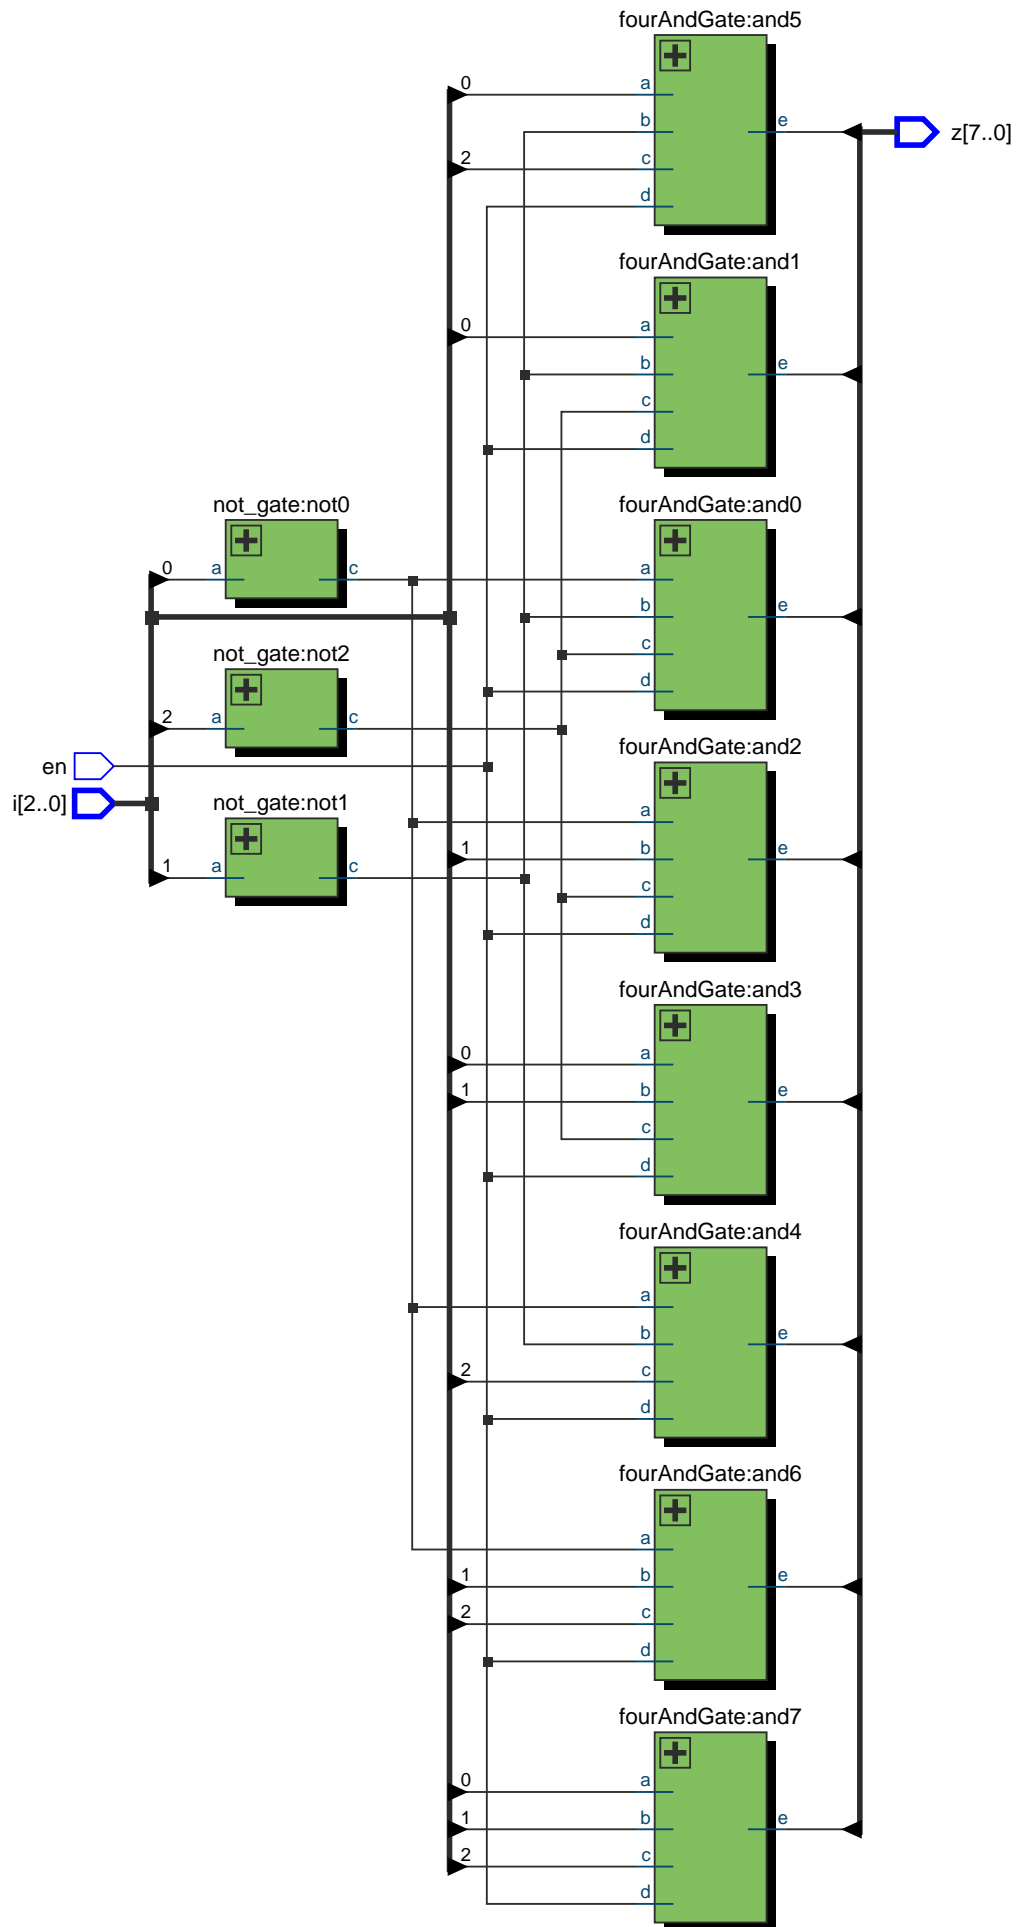 fourAndGate:and5
0 a
b e z[7..0]
2 c
d
fourAndGate:and1
0 a
b e
c
d
not_gate:not0 fourAndGate:and0
0 a c a
b e
not_gate:not2 c
d
2 a c
fourAndGate:and2
en
i[2..0] not_gate:not1
a
1 b e
1 a c c
d
fourAndGate:and3
0 a
1 b e
c
d
fourAndGate:and4
a
b e
2 c
d
fourAndGate:and6
a
1 b e
2 c
d
fourAndGate:and7
0 a
1 b e
2 c
d